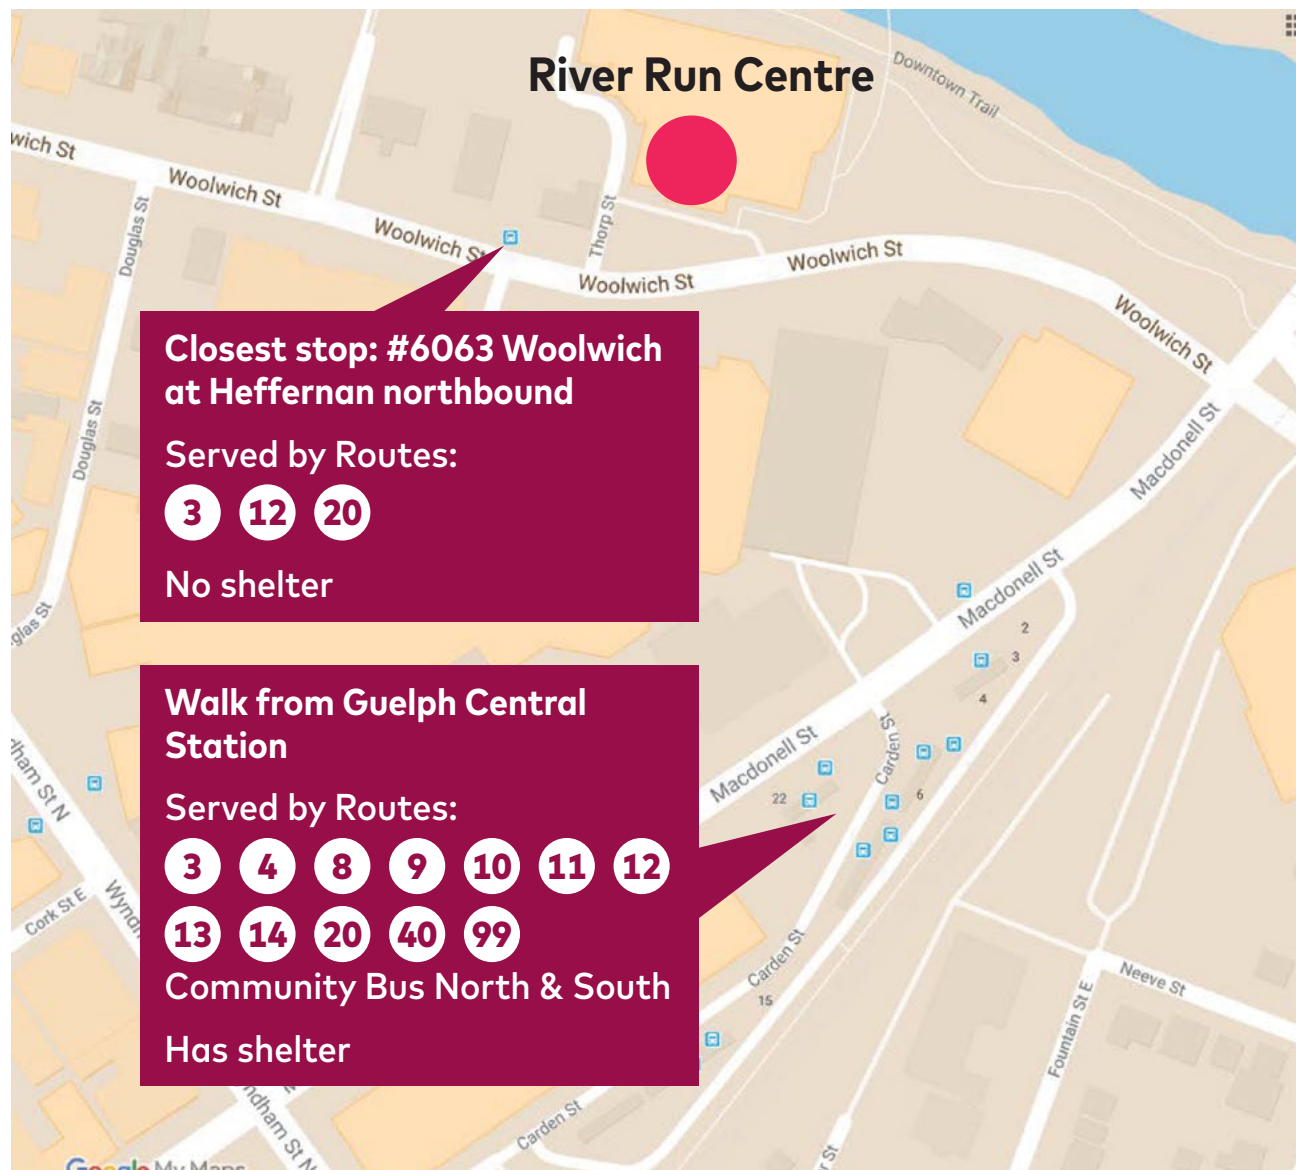 River Run Centre
Downtown Trail
Woolwich St
Woolwich St
Woolwich St
Woolwich St
Woolwich St
Thorp St
Douglas St
Douglas St
Closest stop: #6063 Woolwich
at Heffernan northbound
Served by Routes:
3 12 20
No shelter
Macdonell St
Macdonell St
Macdonell St
2
3
4
Carden St
6
22
Walk from Guelph Central
Station
Served by Routes:
3 4 8 9 10 11 12
13 14 20 40 99
Community Bus North & South
Has shelter
Cork St E
Carden St
15
Neeve St
Fountain St E
Carden St
Google My Maps